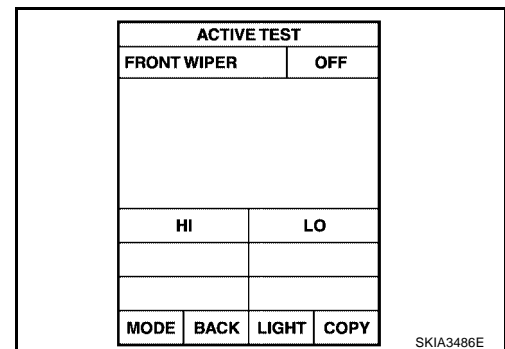 ACTIVE TEST
FRONT WIPER OFF
HI LO
MODE BACK LIGHT COPY
SKIA3486E